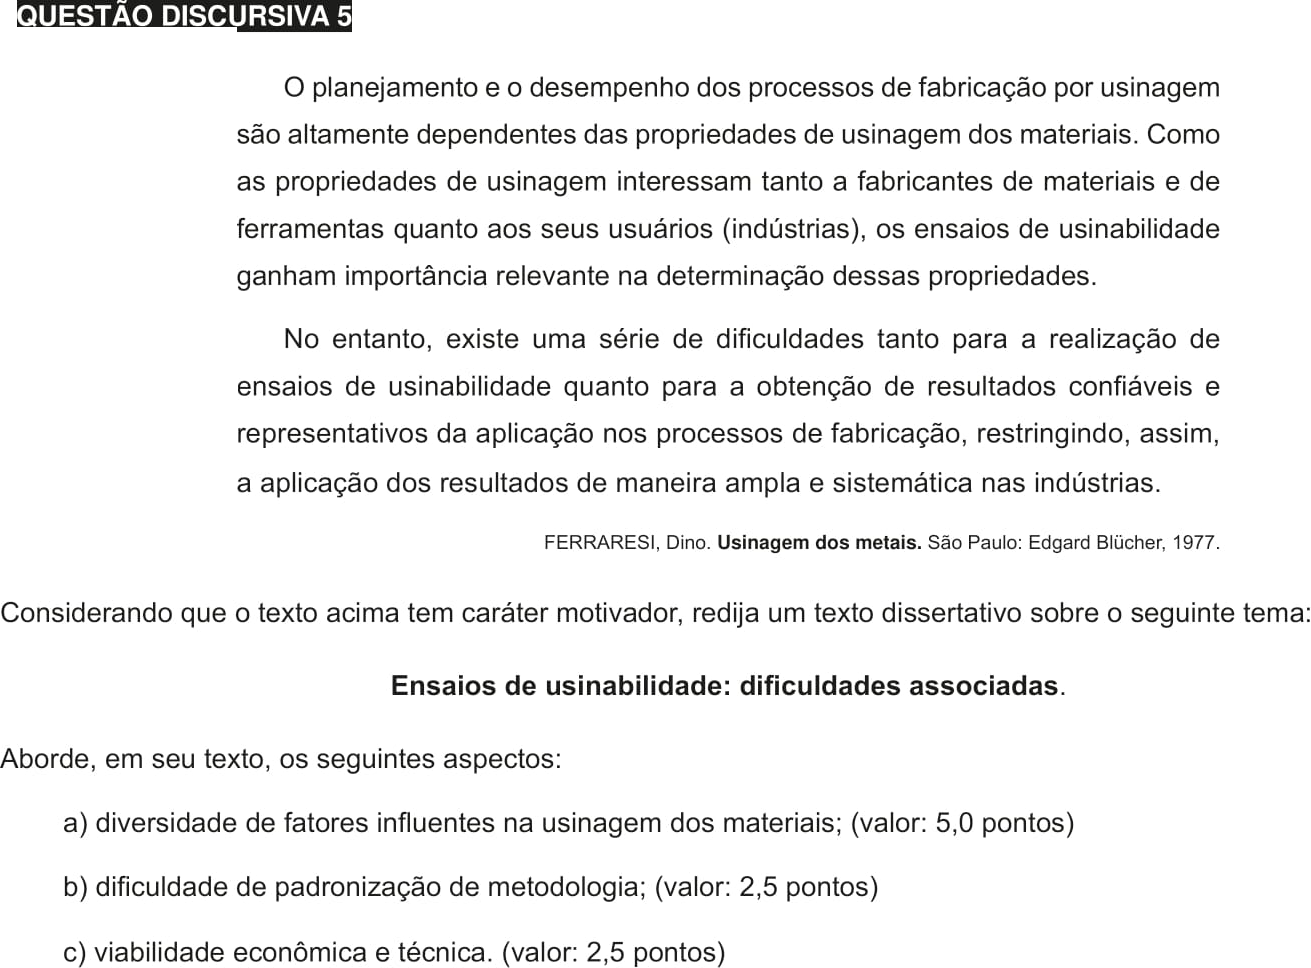 QUESTÃO DISCURSIVA 5
O planejamento e o desempenho dos processos de fabricação por usinagem
são altamente dependentes das propriedades de usinagem dos materiais. Como
as propriedades de usinagem interessam tanto a fabricantes de materiais e de
ferramentas quanto aos seus usuários (indústrias), os ensaios de usinabilidade
ganham importância relevante na determinação dessas propriedades.
No entanto, existe uma série de dificuldades tanto para a realização de
ensaios de usinabilidade quanto para a obtenção de resultados confiáveis e
representativos da aplicação nos processos de fabricação, restringindo, assim,
a aplicação dos resultados de maneira ampla e sistemática nas indústrias.
FERRARESI, Dino. Usinagem dos metais. São Paulo: Edgard Blücher, 1977.
Considerando que o texto acima tem caráter motivador, redija um texto dissertativo sobre o seguinte tema:
Ensaios de usinabilidade: dificuldades associadas.
Aborde, em seu texto, os seguintes aspectos:
a) diversidade de fatores influentes na usinagem dos materiais; (valor: 5,0 pontos)
b) dificuldade de padronização de metodologia; (valor: 2,5 pontos)
c) viabilidade econômica e técnica. (valor: 2,5 pontos)